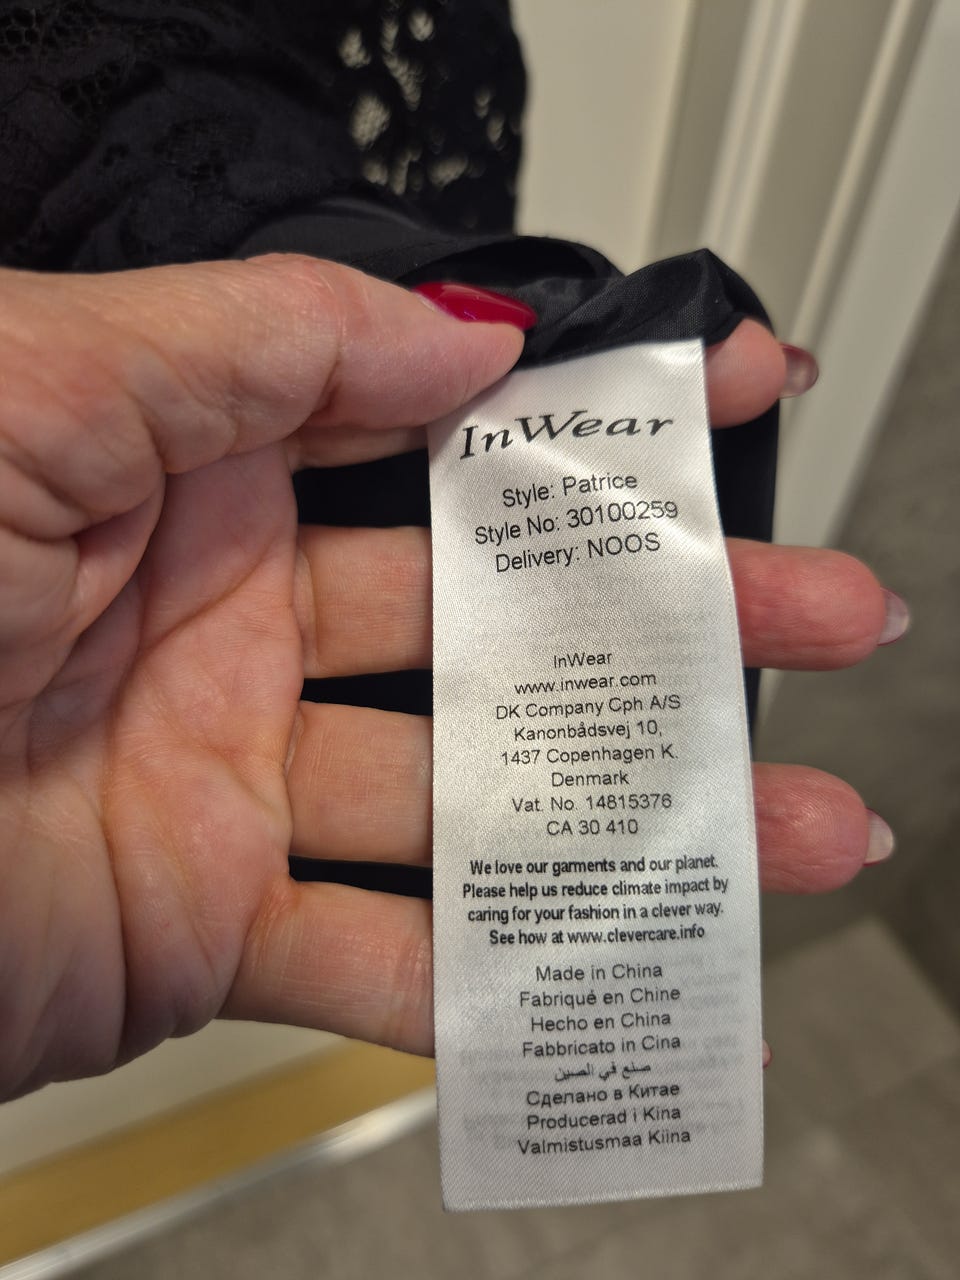 InWear
Style: Patrice
Style No: 30100259
Delivery: NOOS
InWear
www.inwear.com
DK Company Cph A/S
Kanonbådsvej 10,
1437 Copenhagen K.
Denmark
Vat. No. 14815376
CA 30 410
We love our garments and our planet.
Please help us reduce climate impact by
caring for your fashion in a clever way.
See how at www.clevercare.info
Made in China
Fabriqué en Chine
Hecho en China
Fabbricato in Cina
صنع في الصين
Сделано в Китае
Producerad i Kina
Valmistusmaa Kiina